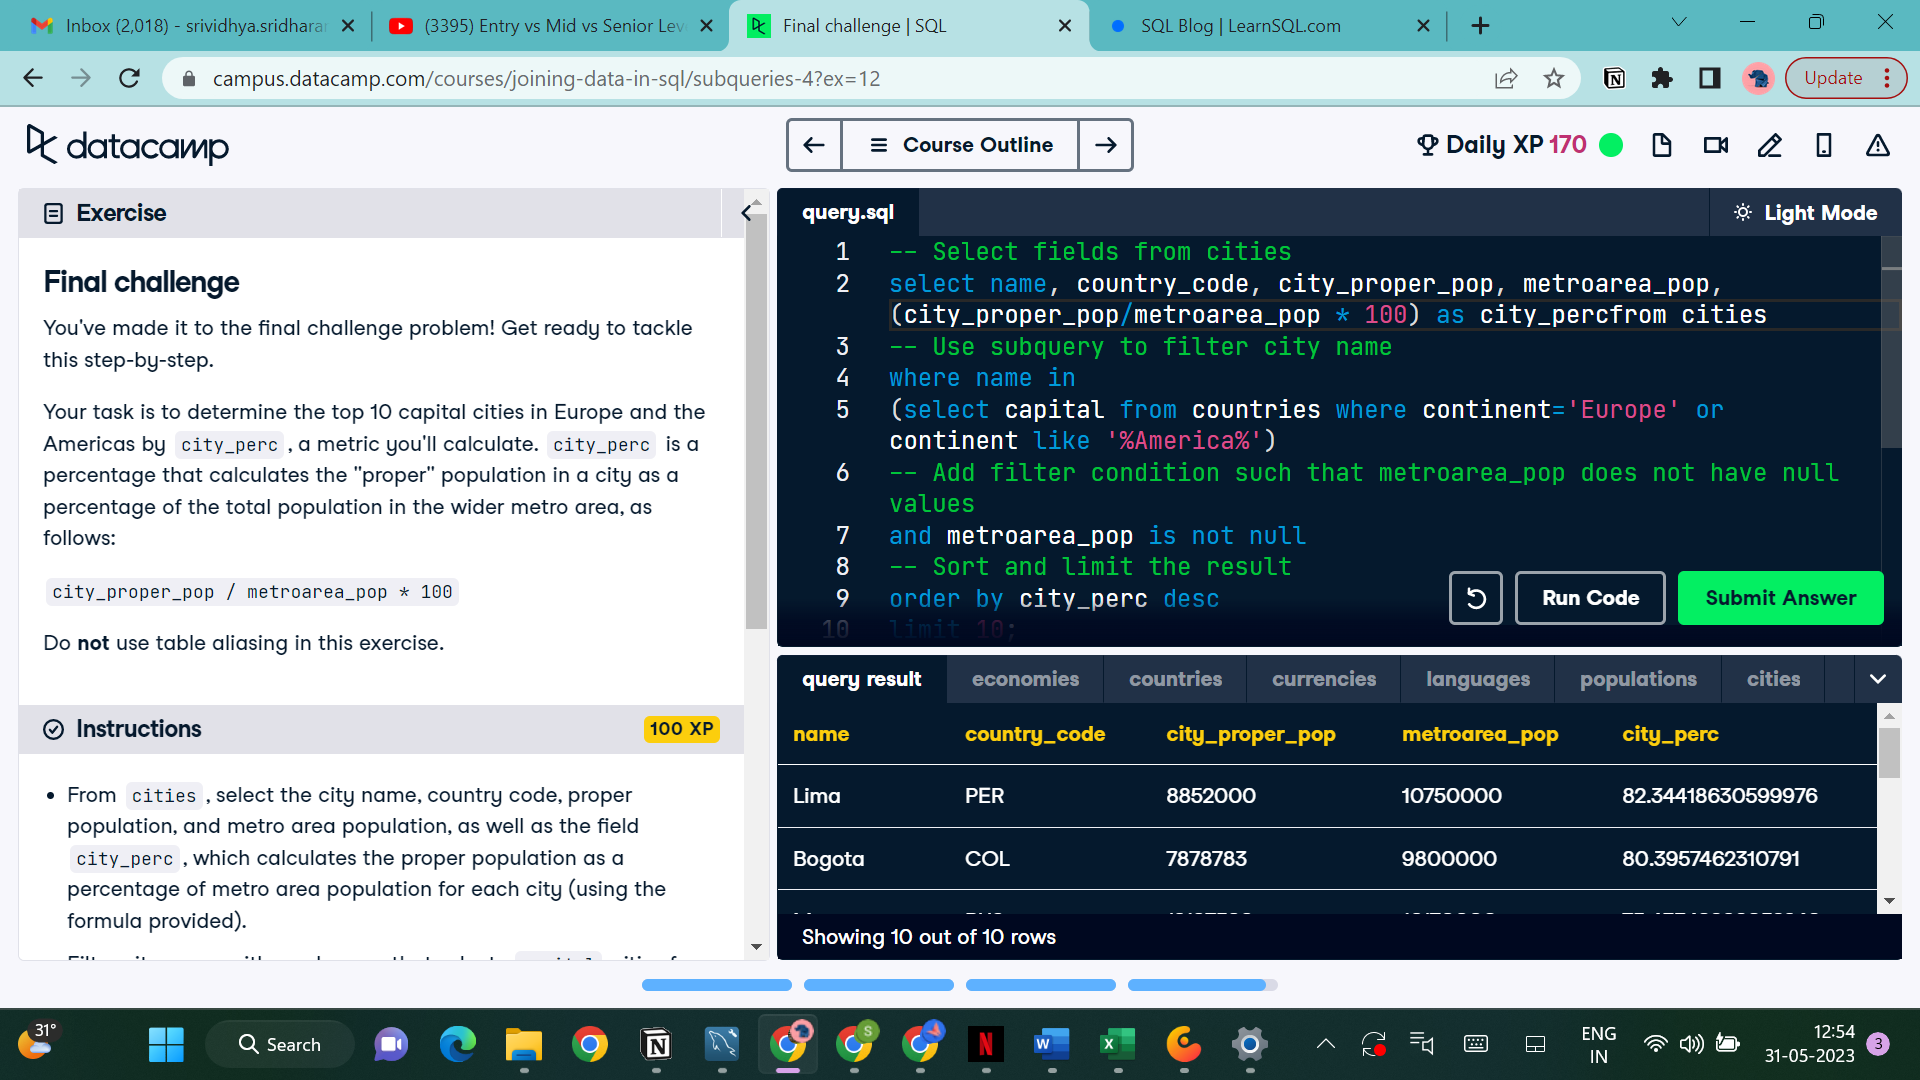 Inbox (2,018) - srividhya.sridharan
(3395) Entry vs Mid vs Senior Leve
Final challenge | SQL
SQL Blog | LearnSQL.com
campus.datacamp.com/courses/joining-data-in-sql/subqueries-4?ex=12
Update
datacamp
Course Outline
Daily XP 170
Exercise
Final challenge
You've made it to the final challenge problem! Get ready to tackle
this step-by-step.
Your task is to determine the top 10 capital cities in Europe and the
Americas by city_perc, a metric you'll calculate. city_perc is a
percentage that calculates the "proper" population in a city as a
percentage of the total population in the wider metro area, as
follows:
city_proper_pop / metroarea_pop * 100
Do not use table aliasing in this exercise.
Instructions
100 XP
• From cities, select the city name, country code, proper
population, and metro area population, as well as the field
city_perc, which calculates the proper population as a
percentage of metro area population for each city (using the
formula provided).
query.sql
Light Mode
1 -- Select fields from cities
2 select name, country_code, city_proper_pop, metroarea_pop,
(city_proper_pop/metroarea_pop * 100) as city_percfrom cities
3 -- Use subquery to filter city name
4 where name in
5 (select capital from countries where continent='Europe' or
continent like '%America%')
6 -- Add filter condition such that metroarea_pop does not have null
values
7 and metroarea_pop is not null
8 -- Sort and limit the result
9 order by city_perc desc
10 limit 10;
Run Code
Submit Answer
query result economies countries currencies languages populations cities
name country_code city_proper_pop metroarea_pop city_perc
Lima PER 8852000 10750000 82.34418630599976
Bogota COL 7878783 9800000 80.3957462310791
Showing 10 out of 10 rows
31°
Search
ENG
IN
12:54
31-05-2023
3